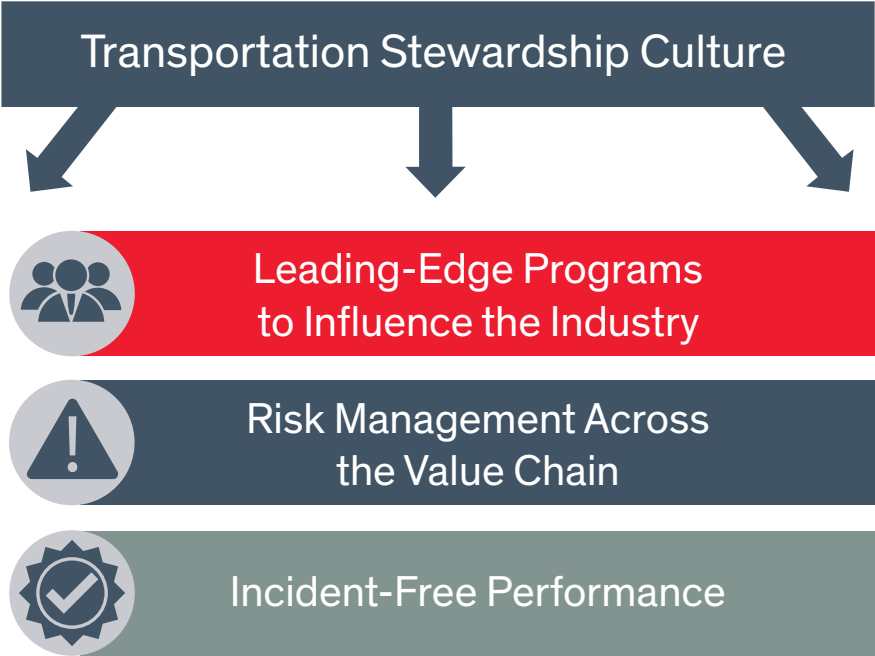 Transportation Stewardship Culture
Leading-Edge Programs
to Influence the Industry
Risk Management Across
the Value Chain
Incident-Free Performance